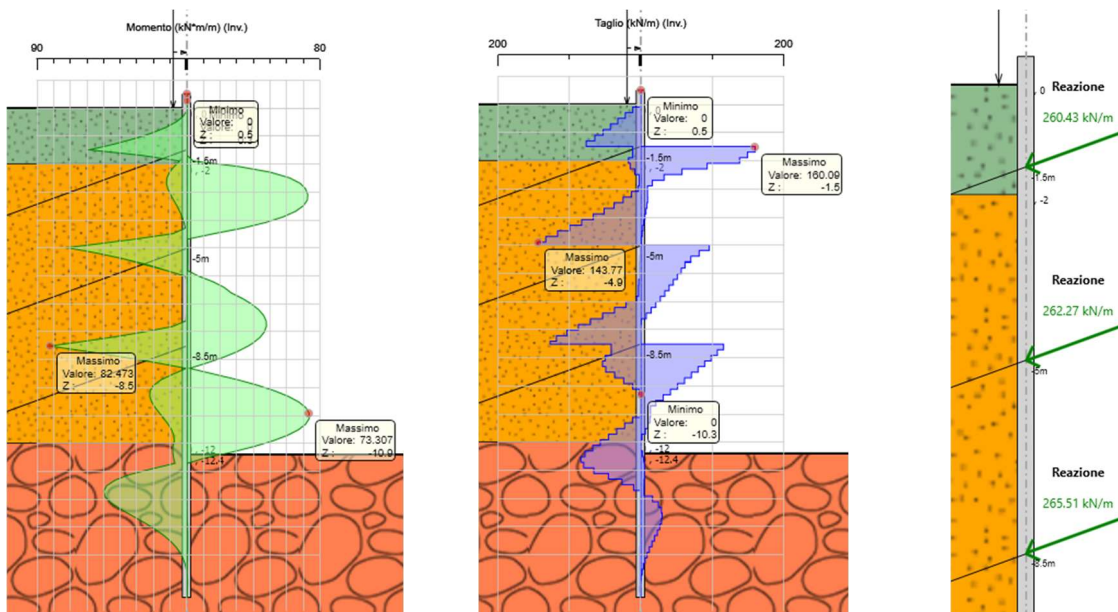 Momento (kN*m/m) (Inv.)
90
80
Minimo
Valore: 0
Z : 0.5
-1.5m
, -2
-5m
-8.5m
Massimo
Valore: 82.473
Z : -8.5
Massimo
Valore: 73.307
Z : -10.9
, -12
, -12.4
Taglio (kN/m) (Inv.)
200
200
, 0
Minimo
Valore: 0
Z : 0.5
-1.5m
, -2
Massimo
Valore: 160.09
Z : -1.5
-5m
Massimo
Valore: 143.77
Z : -4.9
-8.5m
Minimo
Valore: 0
Z : -10.3
, -12
, -12.4
, 0
Reazione
260.43 kN/m
-1.5m
, -2
Reazione
262.27 kN/m
-5m
Reazione
265.51 kN/m
-8.5m